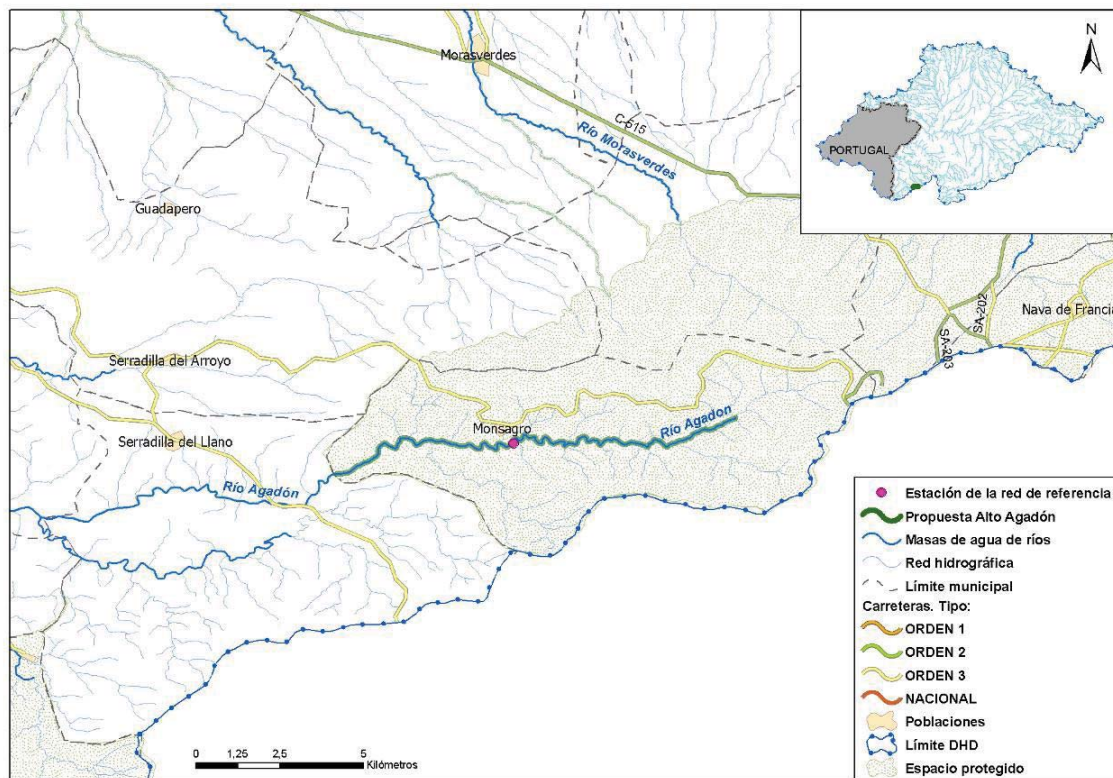 Morasverdes
C-515
Río Morasverdes
Guadapero
N
PORTUGAL
SA-202
Nava de Francia
SA-203
Serradilla del Arroyo
Monsagro
Río Agadon
Serradilla del Llano
Río Agadón
Estación de la red de referencia
Propuesta Alto Agadón
Masas de agua de ríos
Red hidrográfica
Límite municipal
Carreteras. Tipo:
ORDEN 1
ORDEN 2
ORDEN 3
NACIONAL
Poblaciones
Límite DHD
Espacio protegido
0 1,25 2,5 5
Kilómetros